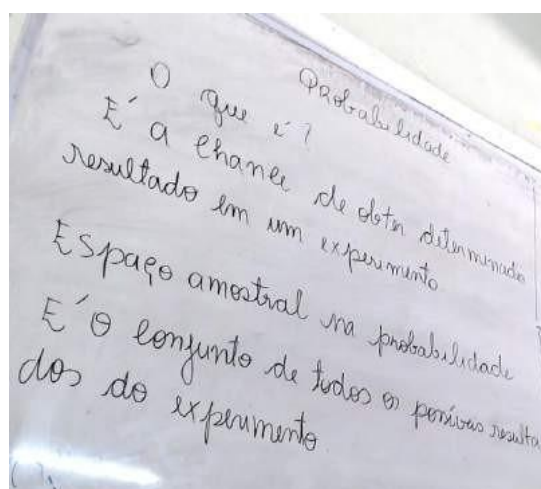 Probabilidade
O que é?
É a chance de obter determinado
resultado em um experimento
Espaço amostral na probabilidade
É o conjunto de todos os possíveis resulta
dos do experimento